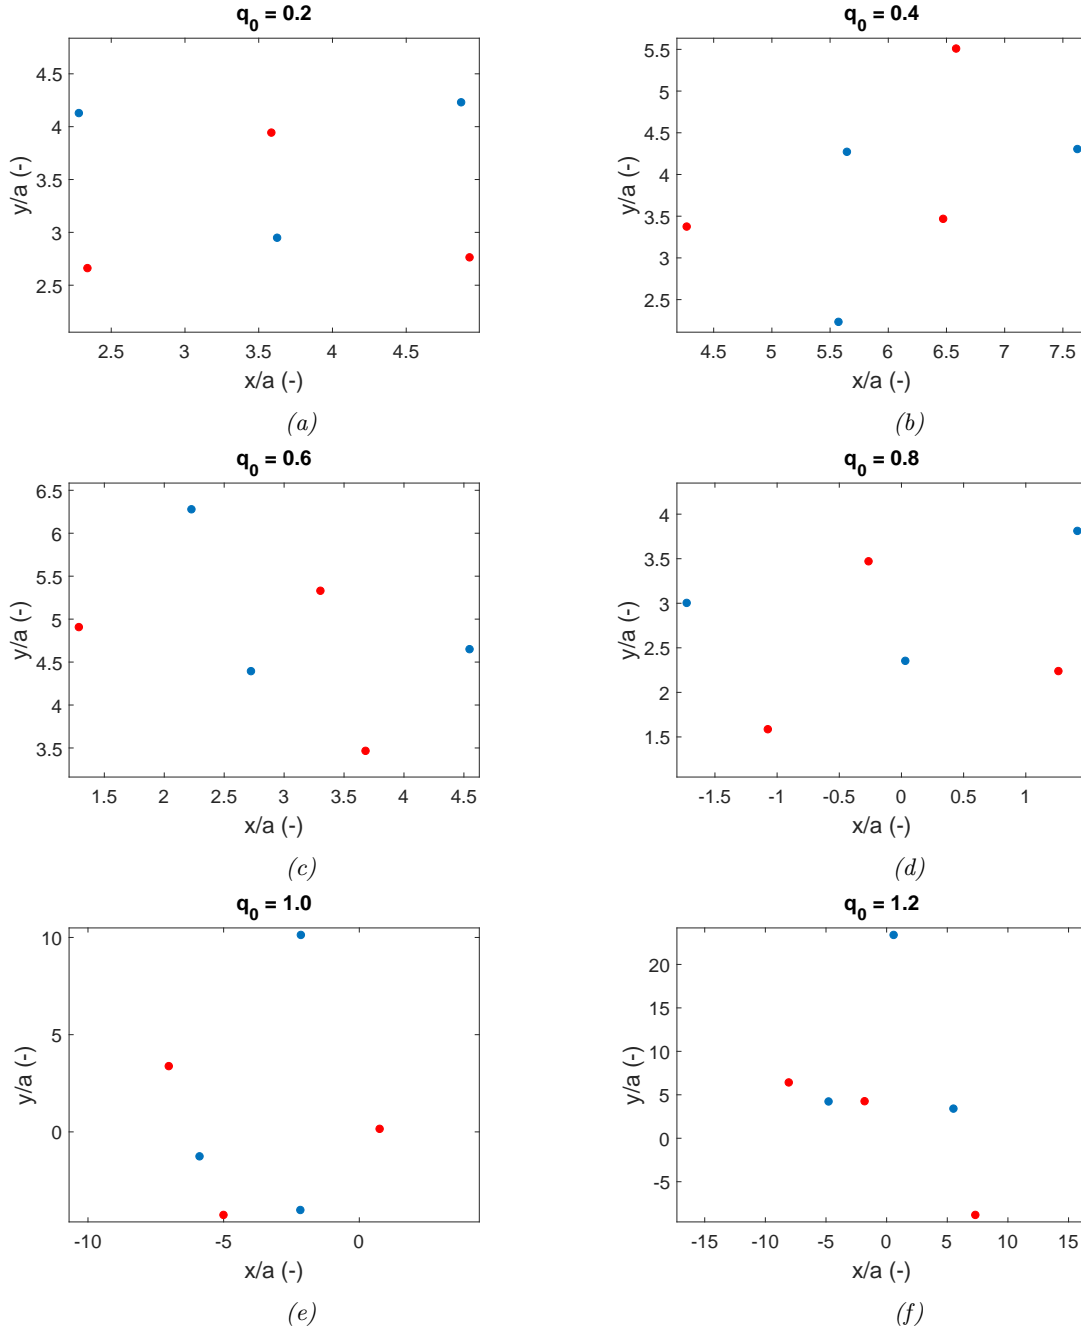 q0 = 0.2
4.5
4
3.5
3
2.5
y/a (-)
2.5
3
3.5
4
4.5
x/a (-)
(a)
q0 = 0.4
5.5
5
4.5
4
3.5
3
2.5
y/a (-)
4.5
5
5.5
6
6.5
7
7.5
x/a (-)
(b)
q0 = 0.6
6.5
6
5.5
5
4.5
4
3.5
y/a (-)
1.5
2
2.5
3
3.5
4
4.5
x/a (-)
(c)
q0 = 0.8
4
3.5
3
2.5
2
1.5
y/a (-)
-1.5
-1
-0.5
0
0.5
1
x/a (-)
(d)
q0 = 1.0
10
5
0
y/a (-)
-10
-5
0
x/a (-)
(e)
q0 = 1.2
20
15
10
5
0
-5
y/a (-)
-15
-10
-5
0
5
10
15
x/a (-)
(f)